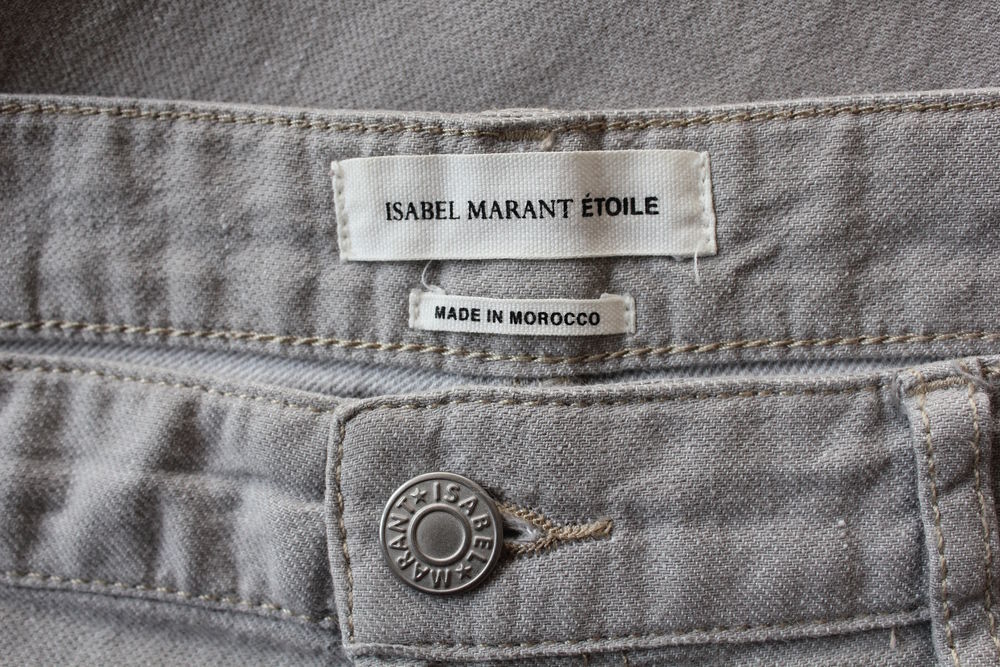 ISABEL MARANT ÉTOILE
MADE IN MOROCCO
ISABEL★MARANT★